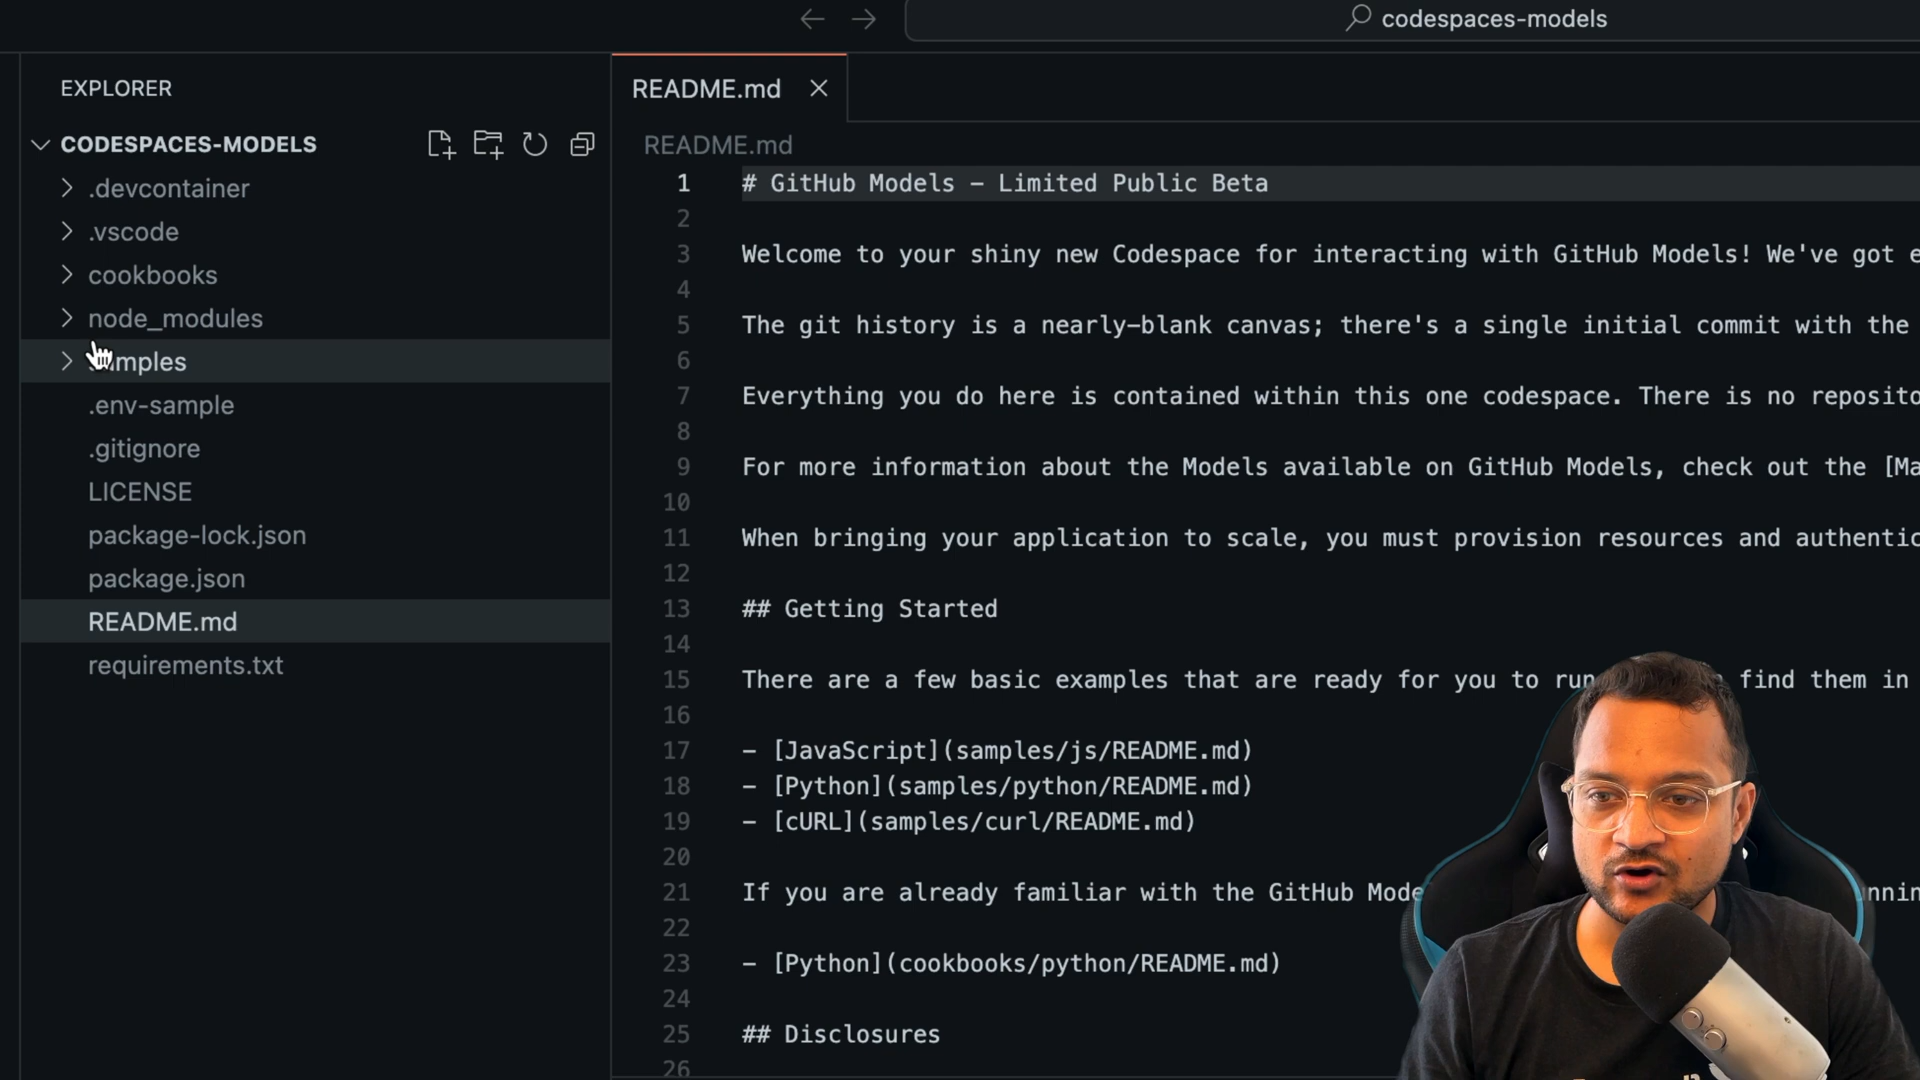 codespaces-models
EXPLORER
CODESPACES-MODELS
.devcontainer
.vscode
cookbooks
node_modules
.env-sample
.gitignore
LICENSE
package-lock.json
package.json
README.md
requirements.txt
README.md
README.md
1 # GitHub Models - Limited Public Beta
2
3 Welcome to your shiny new Codespace for interacting with GitHub Models! We've got
4
5 The git history is a nearly-blank canvas; there's a single initial commit with the
6
7 Everything you do here is contained within this one codespace. There is no
8
9 For more information about the Models available on GitHub Models, check out the
10
11 When bringing your application to scale, you must provision resources and
12
13 ## Getting Started
14
15 There are a few basic examples that are ready for you to run find them in
16
17 - [JavaScript](samples/js/README.md)
18 - [Python](samples/python/README.md)
19 - [cURL](samples/curl/README.md)
20
21 If you are already familiar with the GitHub
22
23 - [Python](cookbooks/python/README.md)
24
25 ## Disclosures
26